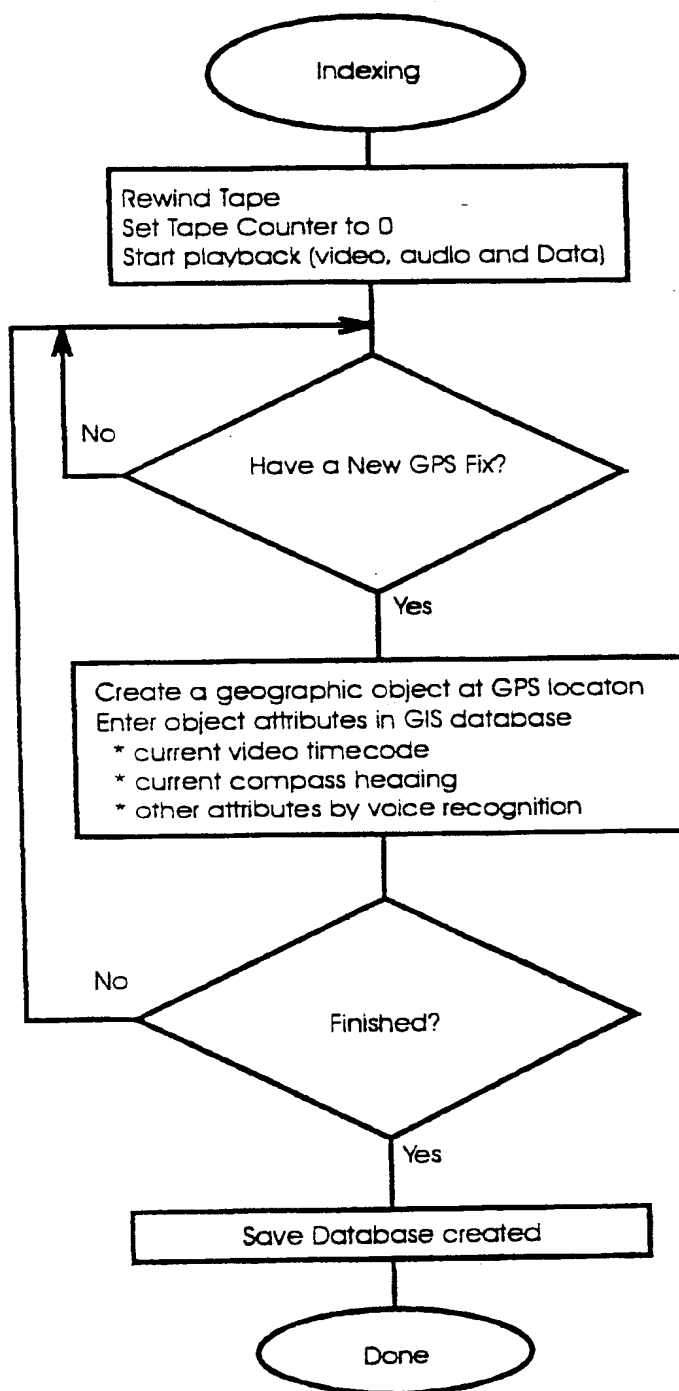 Indexing
Rewind Tape
Set Tape Counter to 0
Start playback (video, audio and Data)
No
Have a New GPS Fix?
Yes
Create a geographic object at GPS locaton
Enter object attributes in GIS database
* current video timecode
* current compass heading
* other attributes by voice recognition
No
Finished?
Yes
Save Database created
Done